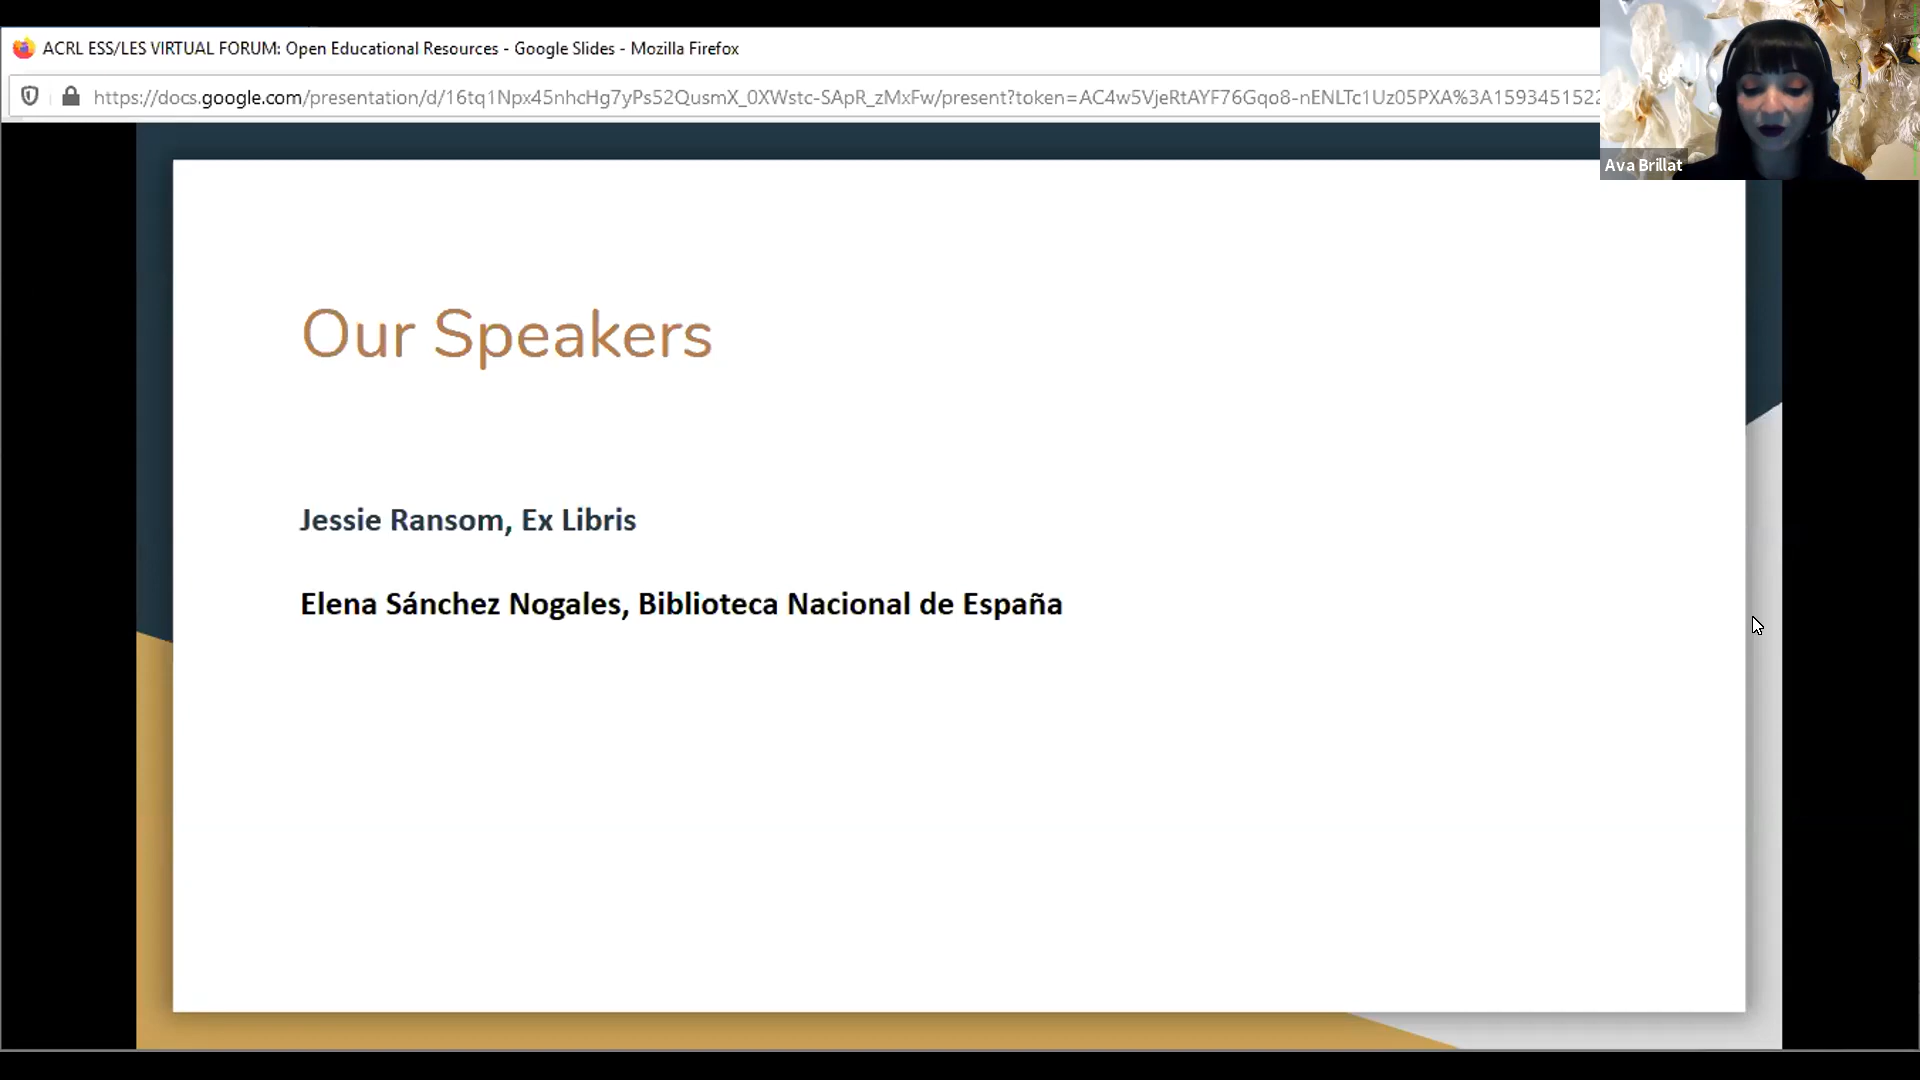 ACRL ESS/LES VIRTUAL FORUM: Open Educational Resources - Google Slides - Mozilla Firefox
https://docs.google.com/presentation/d/16tq1Npx45nhcHg7yPs52QusmX_0XWstc-SApR_zMxFw/present?token=AC4w5VjeRtAYF76Gqo8-nENLTc1Uz05PXA%3A1593451522
Ava Brillat
Our Speakers
Jessie Ransom, Ex Libris
Elena Sánchez Nogales, Biblioteca Nacional de España